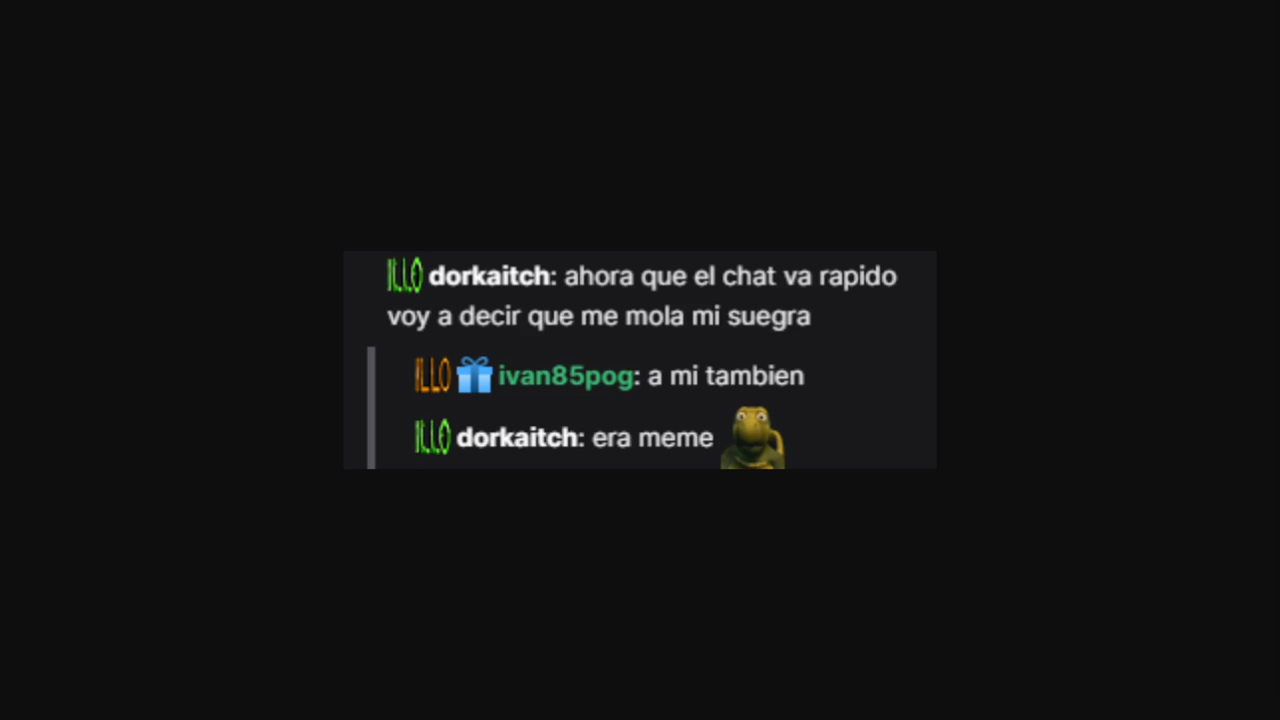 ILLO dorkaitch: ahora que el chat va rapido
voy a decir que me mola mi suegra
ILLO ivan85pog: a mi tambien
ILLO dorkaitch: era meme